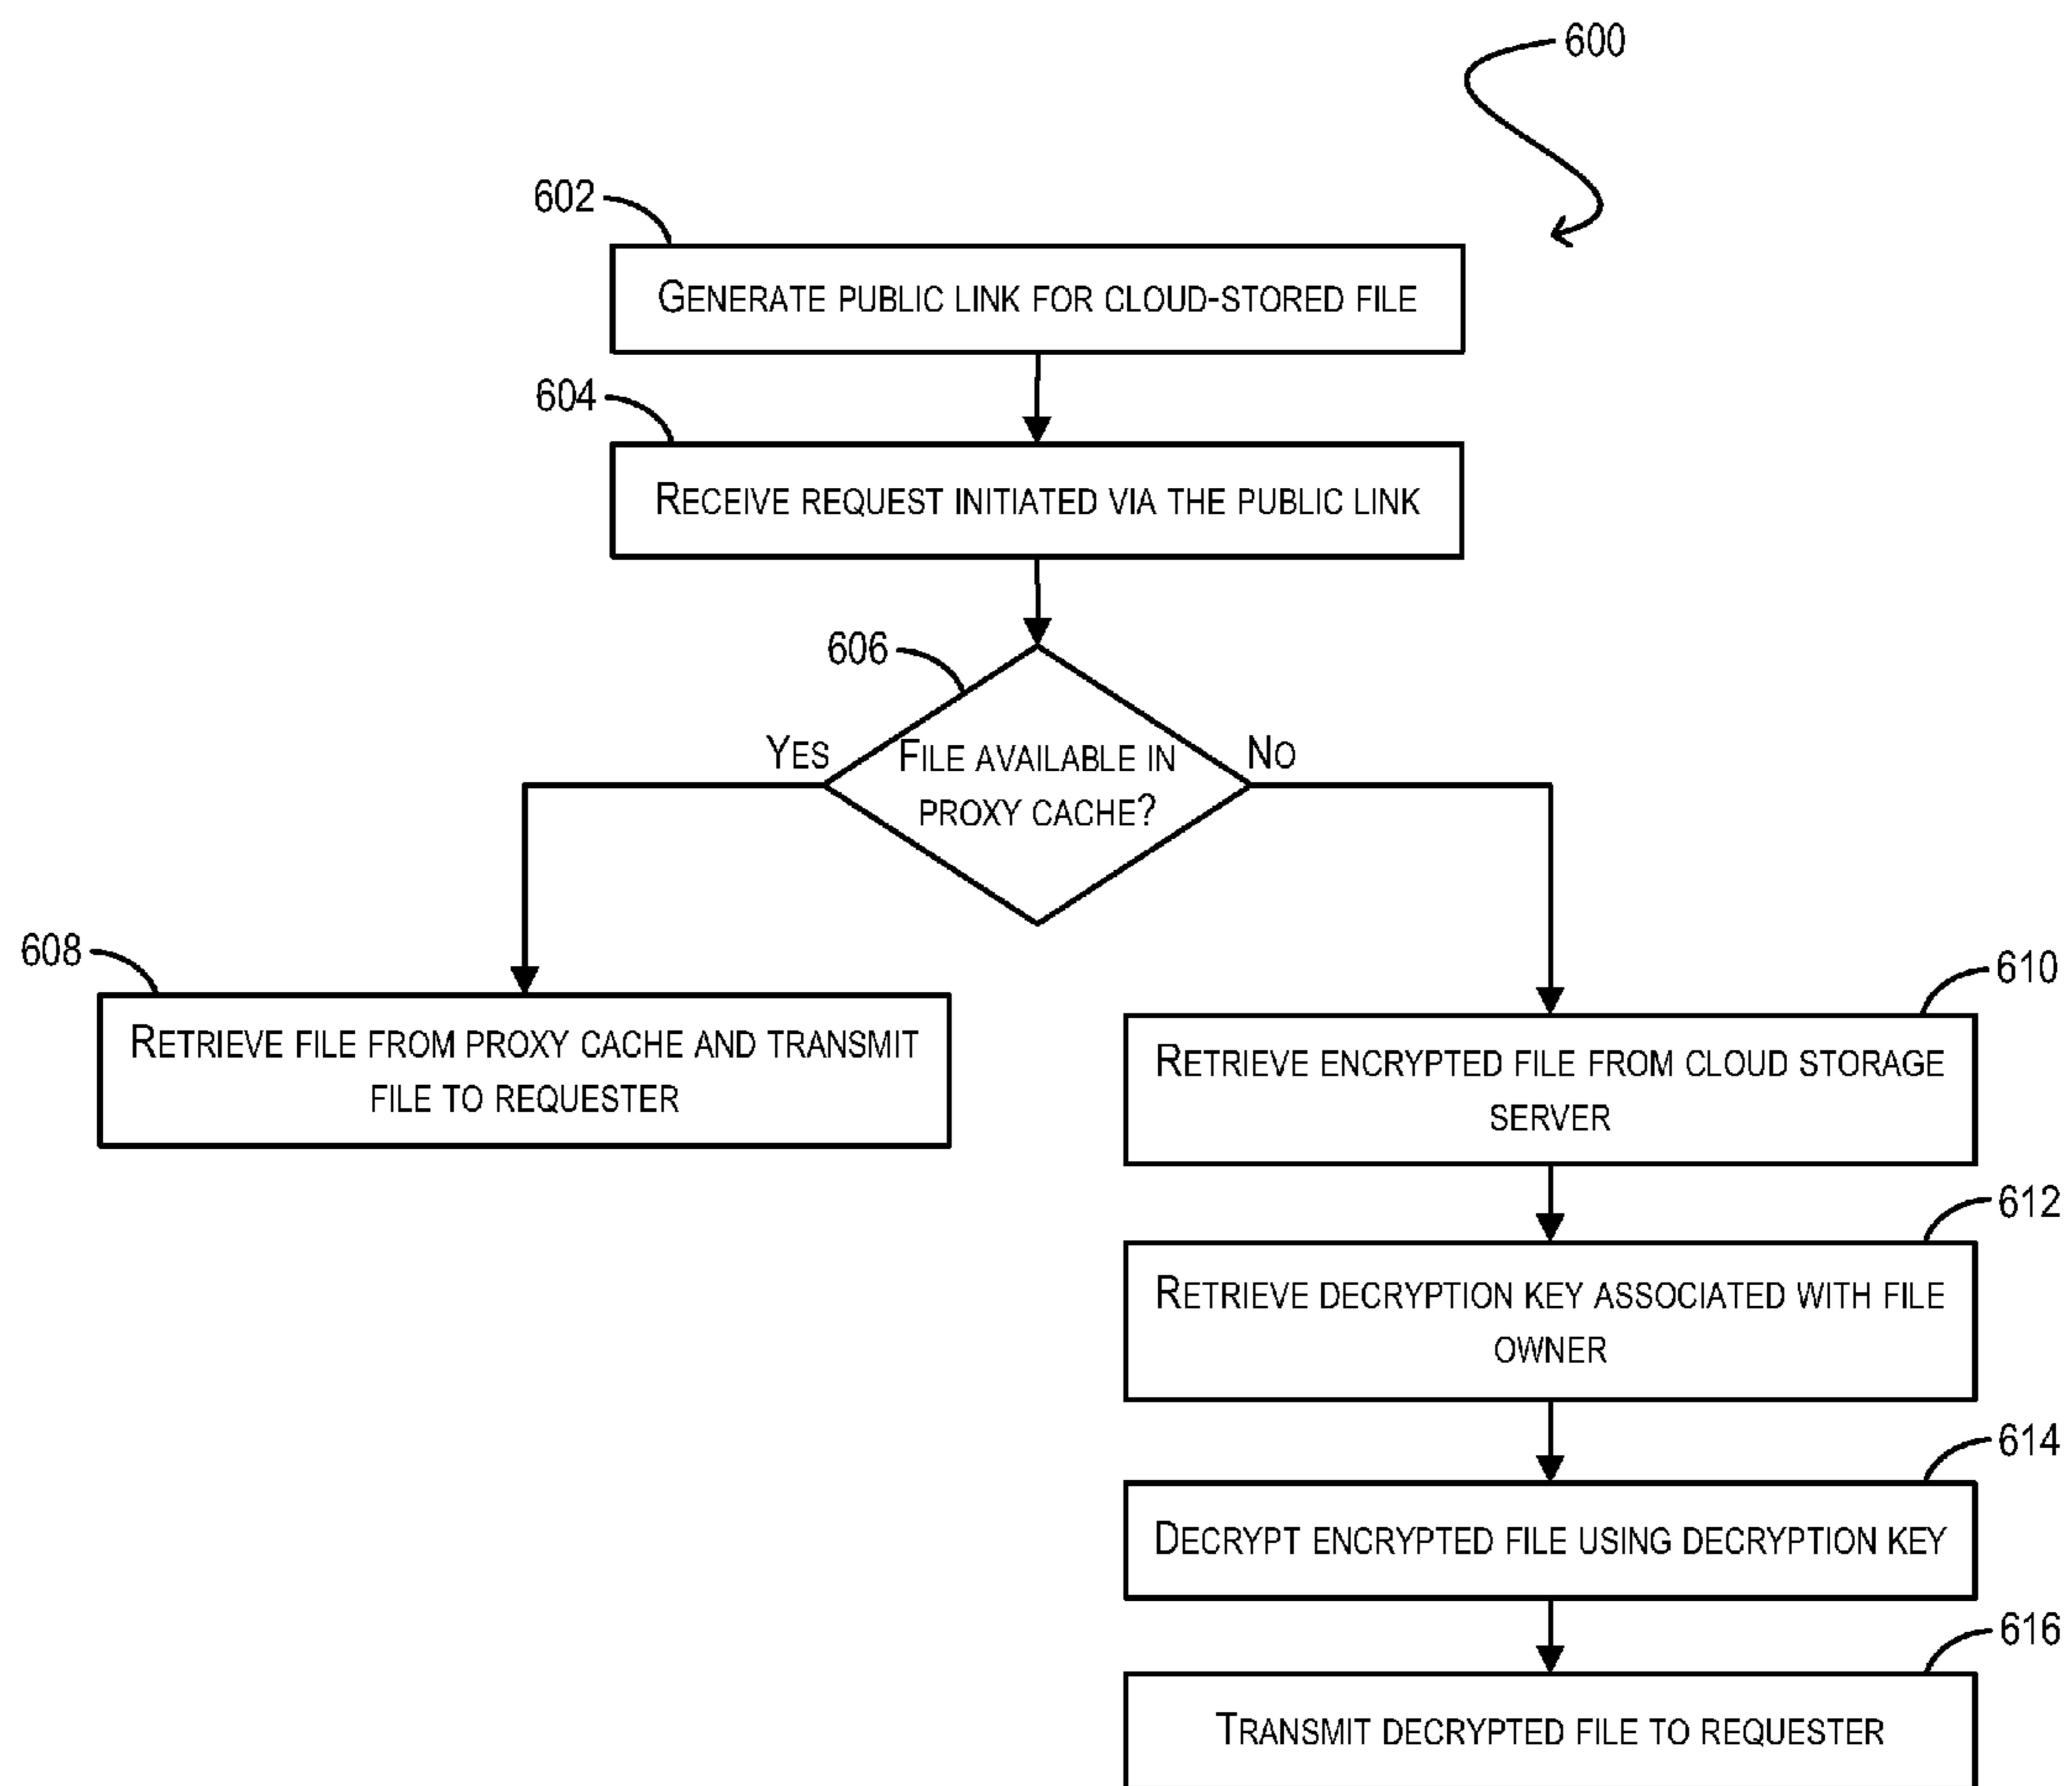 600
602
GENERATE PUBLIC LINK FOR CLOUD-STORED FILE
604
RECEIVE REQUEST INITIATED VIA THE PUBLIC LINK
606
YES
FILE AVAILABLE IN
PROXY CACHE?
NO
608
RETRIEVE FILE FROM PROXY CACHE AND TRANSMIT
FILE TO REQUESTER
610
RETRIEVE ENCRYPTED FILE FROM CLOUD STORAGE
SERVER
612
RETRIEVE DECRYPTION KEY ASSOCIATED WITH FILE
OWNER
614
DECRYPT ENCRYPTED FILE USING DECRYPTION KEY
616
TRANSMIT DECRYPTED FILE TO REQUESTER